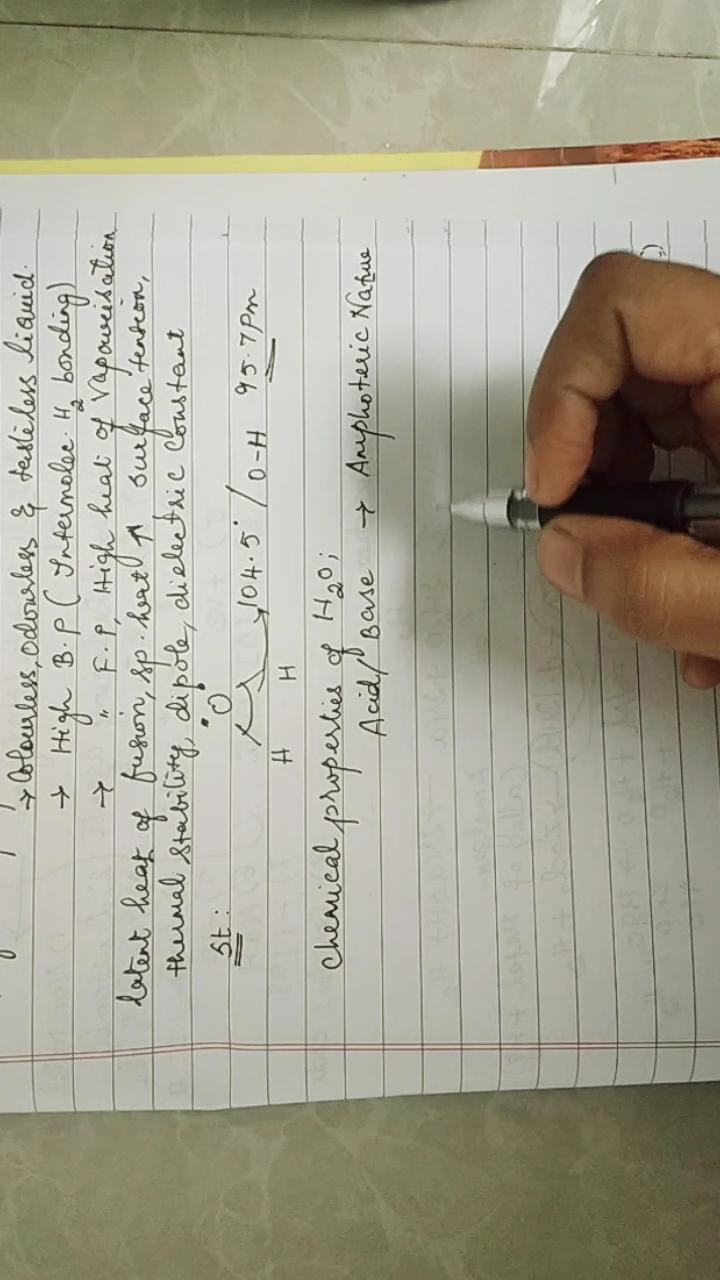 → Colourless, odourless & tasteless liquid.
→ High B.P ( Intermolec. H2 bonding)
→ " F.P, High heat of Vapourisation
latent heat of fusion, sp. heat ↑ surface tension,
thermal stability, dipole, dielectric constant
St: O
104.5° / O-H 95.7pm
H H
Chemical properties of H2O;
Acid/Base → Amphoteric Nature